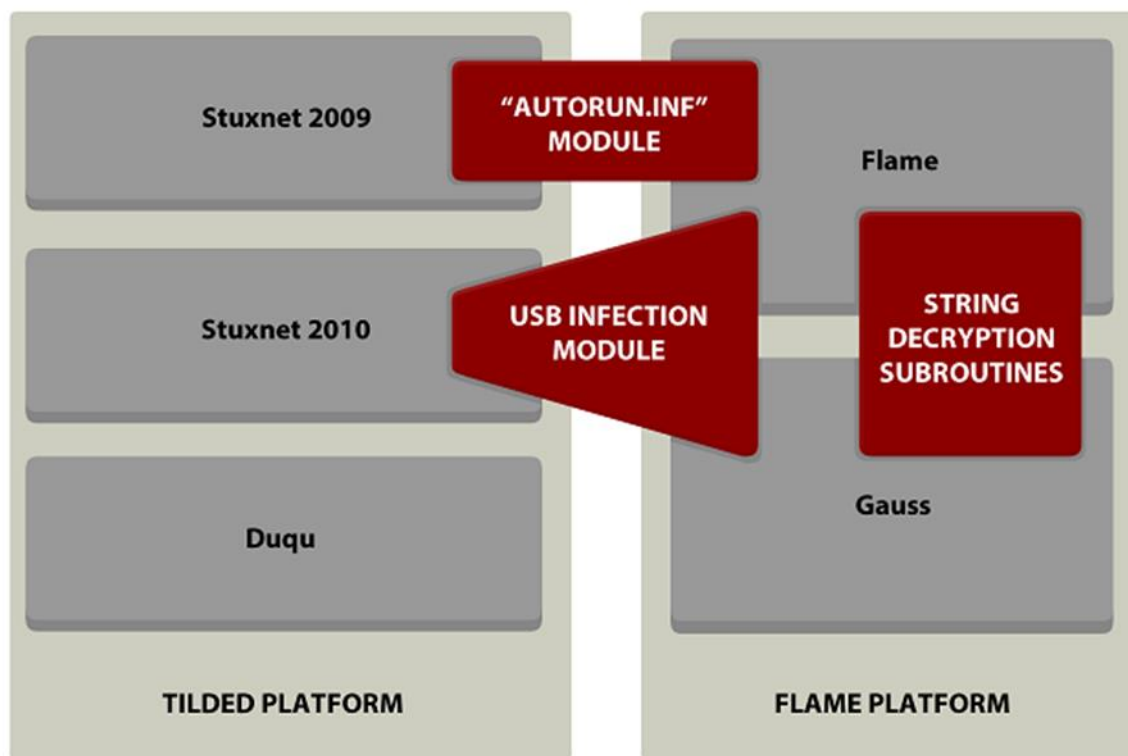 Stuxnet 2009
“AUTORUN.INF”
MODULE
Flame
Stuxnet 2010
USB INFECTION
MODULE
STRING
DECRYPTION
SUBROUTINES
Duqu
Gauss
TILDED PLATFORM
FLAME PLATFORM